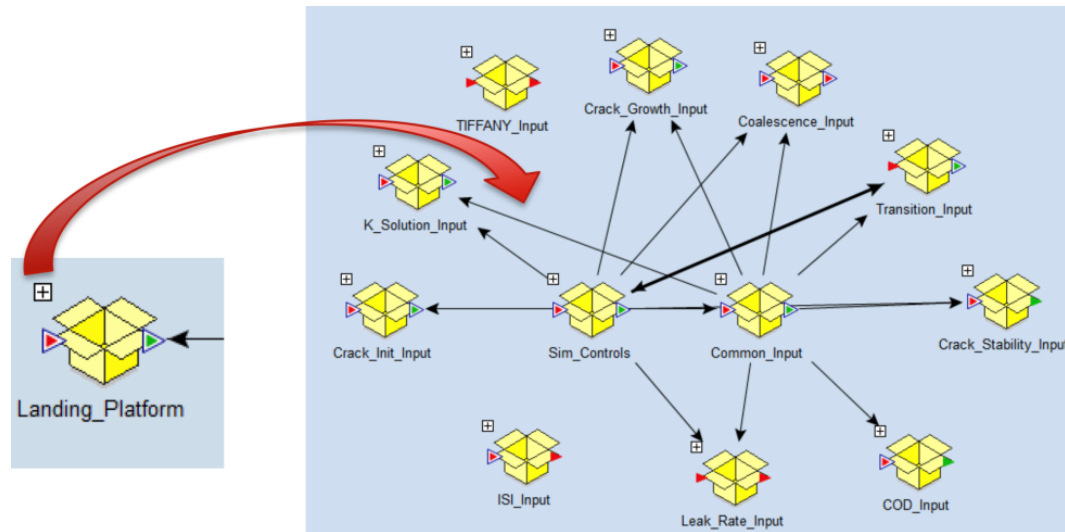 TIFFANY_Input
Crack_Growth_Input
Coalescence_Input
K_Solution_Input
Transition_Input
Crack_Init_Input
Sim_Controls
Common_Input
Crack_Stability_Input
Landing_Platform
ISI_Input
Leak_Rate_Input
COD_Input